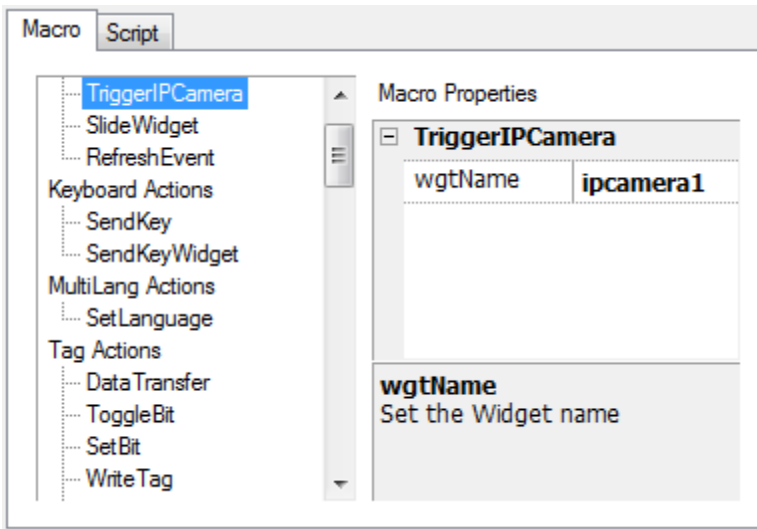 Macro Script
TriggerIPCamera
SlideWidget
RefreshEvent
Keyboard Actions
SendKey
SendKeyWidget
MultiLang Actions
SetLanguage
Tag Actions
DataTransfer
ToggleBit
SetBit
WriteTag
Macro Properties
TriggerIPCamera
wgtName ipcamera1
wgtName
Set the Widget name